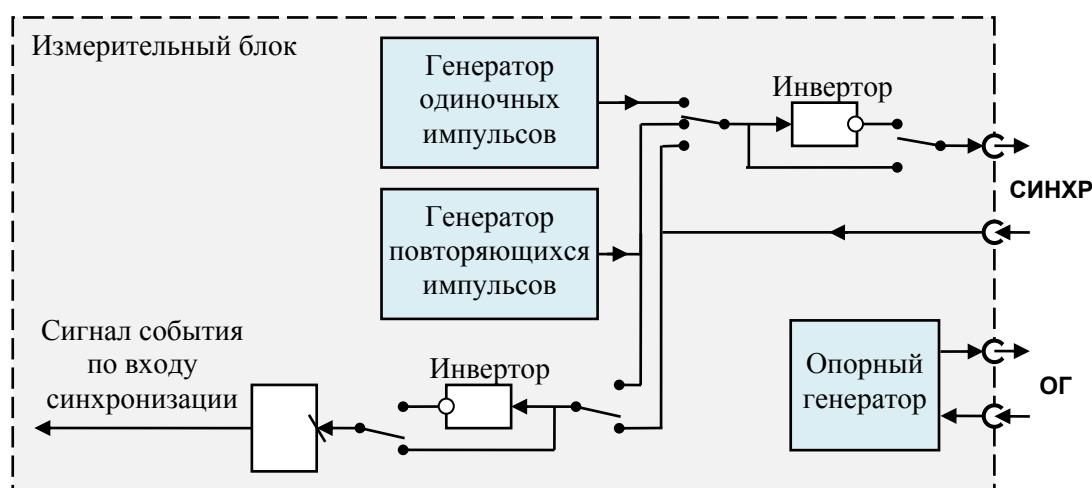 Измерительный блок
Генератор
одиночных
импульсов
Инвертор
СИНХР
Генератор
повторяющихся
импульсов
Сигнал события
по входу
синхронизации
Инвертор
Опорный
генератор
ОГ